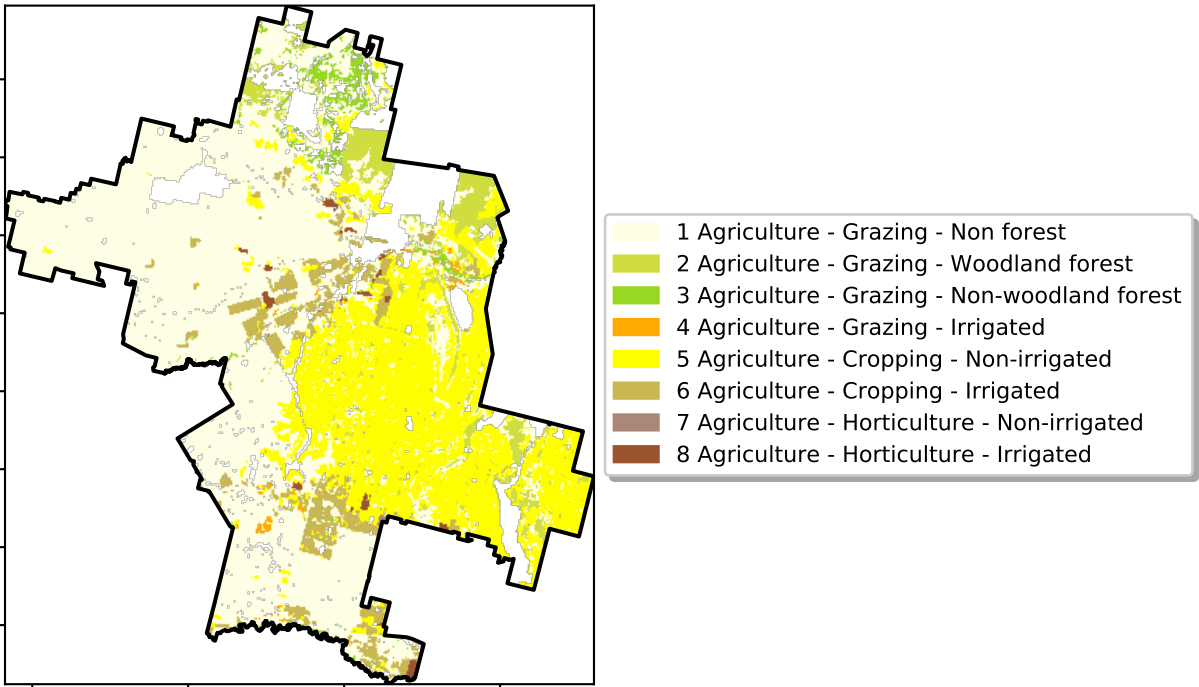 1 Agriculture - Grazing - Non forest
2 Agriculture - Grazing - Woodland forest
3 Agriculture - Grazing - Non-woodland forest
4 Agriculture - Grazing - Irrigated
5 Agriculture - Cropping - Non-irrigated
6 Agriculture - Cropping - Irrigated
7 Agriculture - Horticulture - Non-irrigated
8 Agriculture - Horticulture - Irrigated